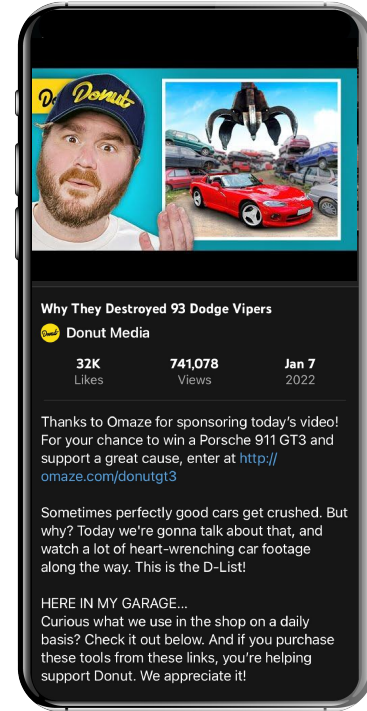 Do
Donut
Why They Destroyed 93 Dodge Vipers
Donut Donut Media
32K 741,078 Jan 7
Likes Views 2022
Thanks to Omaze for sponsoring today's video!
For your chance to win a Porsche 911 GT3 and
support a great cause, enter at http://
omaze.com/donutgt3
Sometimes perfectly good cars get crushed. But
why? Today we're gonna talk about that, and
watch a lot of heart-wrenching car footage
along the way. This is the D-List!
HERE IN MY GARAGE...
Curious what we use in the shop on a daily
basis? Check it out below. And if you purchase
these tools from these links, you're helping
support Donut. We appreciate it!